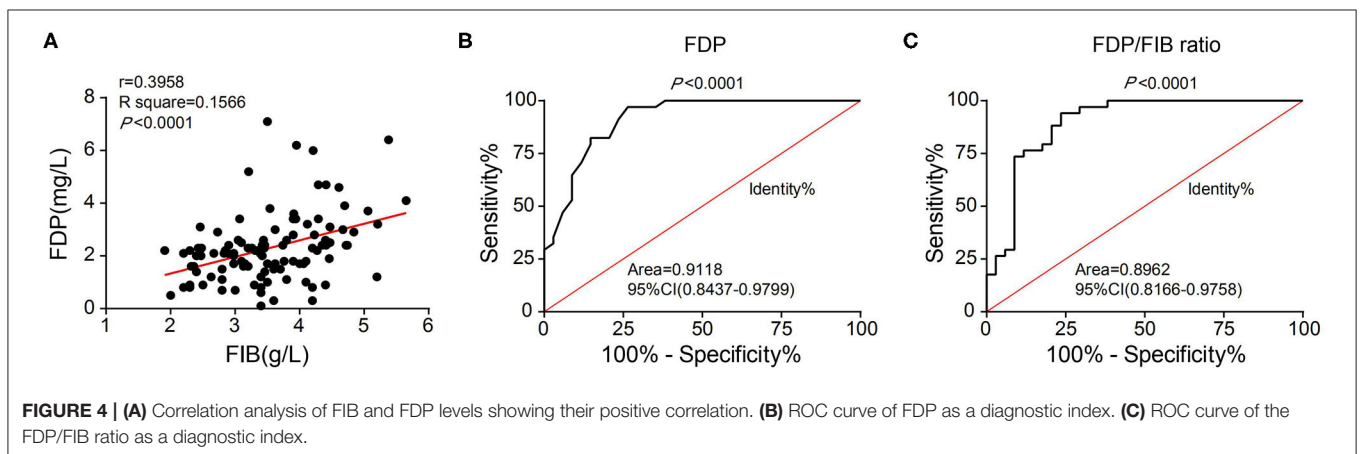 A
r=0.3958
R square=0.1566
P<0.0001
8
6
4
2
0
FDP(mg/L)
1 2 3 4 5 6
FIB(g/L)
B
FDP
P<0.0001
100
75
50
25
0
Sensitivity%
Identity%
Area=0.9118
95%CI(0.8437-0.9799)
0 25 50 75 100
100% - Specificity%
C
FDP/FIB ratio
P<0.0001
100
75
50
25
0
Sensitivity%
Identity%
Area=0.8962
95%CI(0.8166-0.9758)
0 25 50 75 100
100% - Specificity%
FIGURE 4 | (A) Correlation analysis of FIB and FDP levels showing their positive correlation. (B) ROC curve of FDP as a diagnostic index. (C) ROC curve of the
FDP/FIB ratio as a diagnostic index.